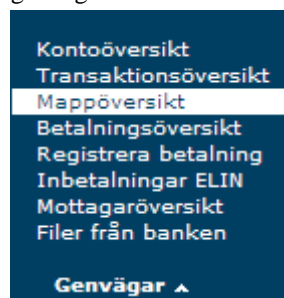 Kontoöversikt
Transaktionsöversikt
Mappöversikt
Betalningsöversikt
Registrera betalning
Inbetalningar ELIN
Mottagaröversikt
Filer från banken
Genvägar